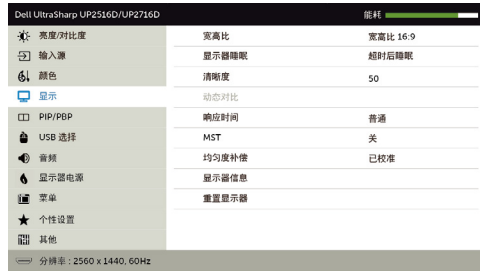 Dell UltraSharp UP2516D/UP2716D 能耗
亮度/对比度 宽高比 宽高比 16:9
输入源 显示器睡眠 超时后睡眠
颜色 清晰度 50
显示 动态对比
PIP/PBP 响应时间 普通
USB 选择 MST 关
音频 均匀度补偿 已校准
显示器电源 显示器信息
菜单 重置显示器
个性设置
其他
分辨率 : 2560 x 1440, 60Hz